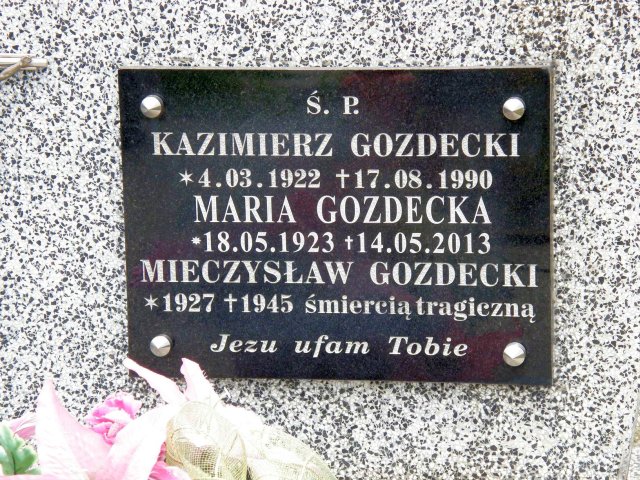 Ś. P.
KAZIMIERZ GOZDECKI
* 4.03.1922 † 17.08.1990
MARIA GOZDECKA
* 18.05.1923 † 14.05.2013
MIECZYSŁAW GOZDECKI
* 1927 † 1945 śmiercią tragiczną
Jezu ufam Tobie